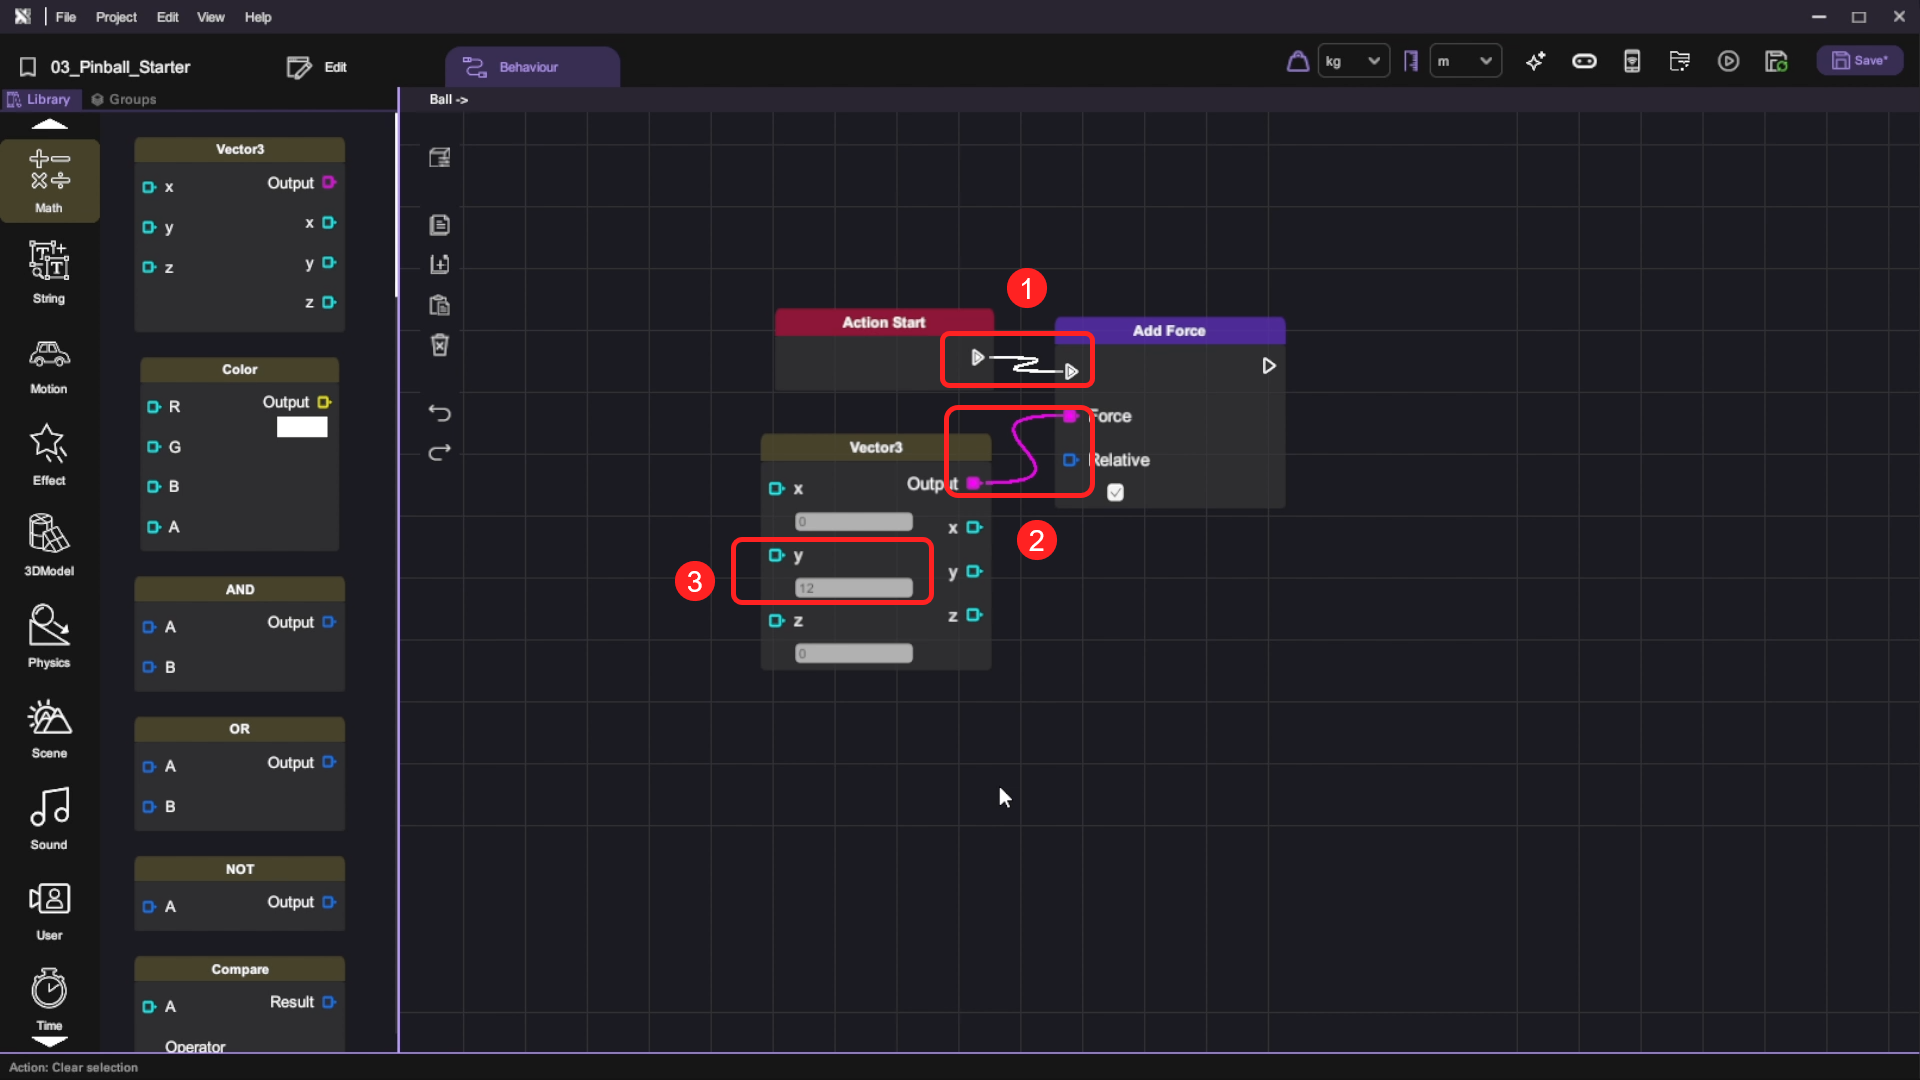 File Project Edit View Help
03_Pinball_Starter
Edit
Behaviour
kg
m
Save*
Library
Groups
Ball ->
Math
String
Motion
Effect
3DModel
Physics
Scene
Sound
User
Time
Vector3
x Output
y x
z y
z
Color
R Output
G
B
A
AND
A Output
B
OR
A Output
B
NOT
A Output
Compare
A Result
Operator
1
Action Start
Add Force
Force
Relative
2
Vector3
x Output
0
x
y
12
y
z
z
0
3
Action: Clear selection